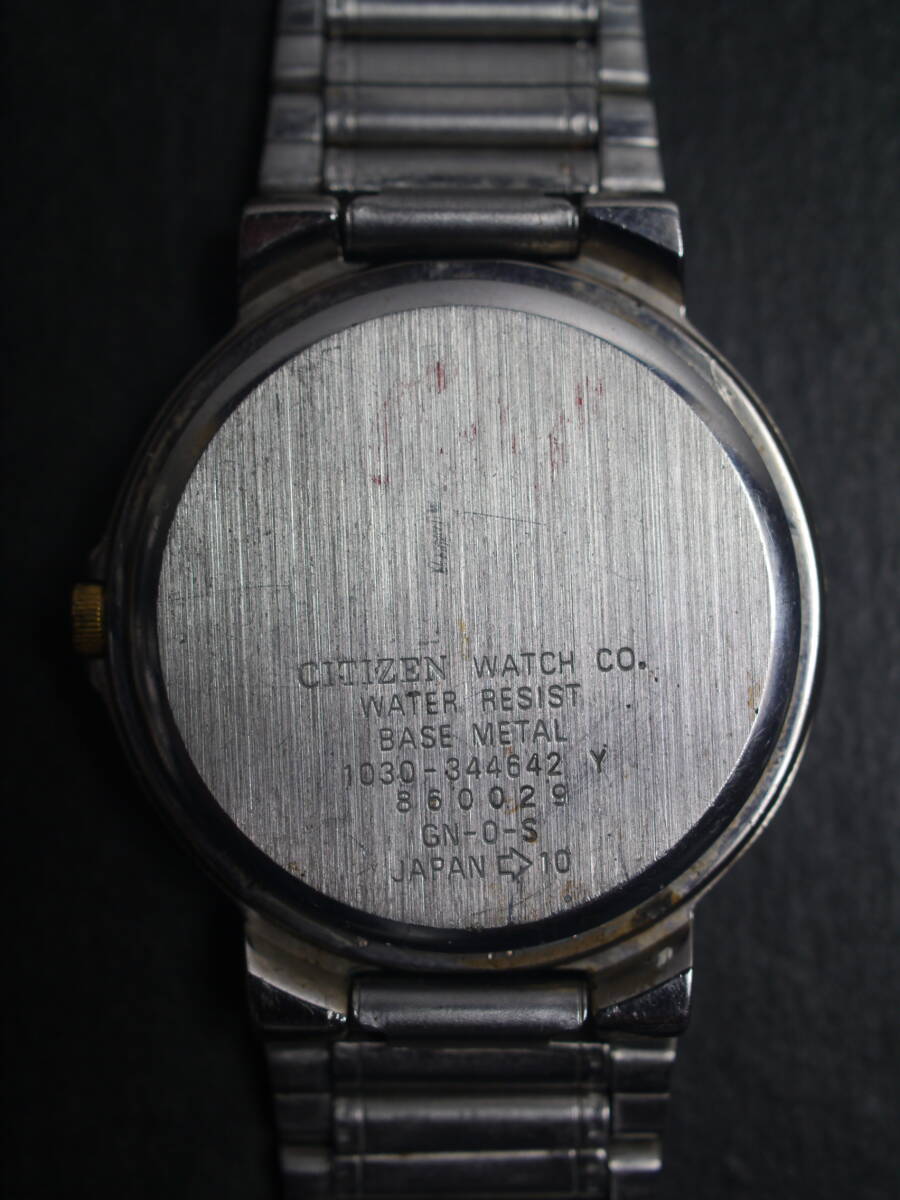 CITIZEN WATCH CO.
WATER RESIST
BASE METAL
1030-344642 Y
860029
GN-0-S
JAPAN ⇨ 10